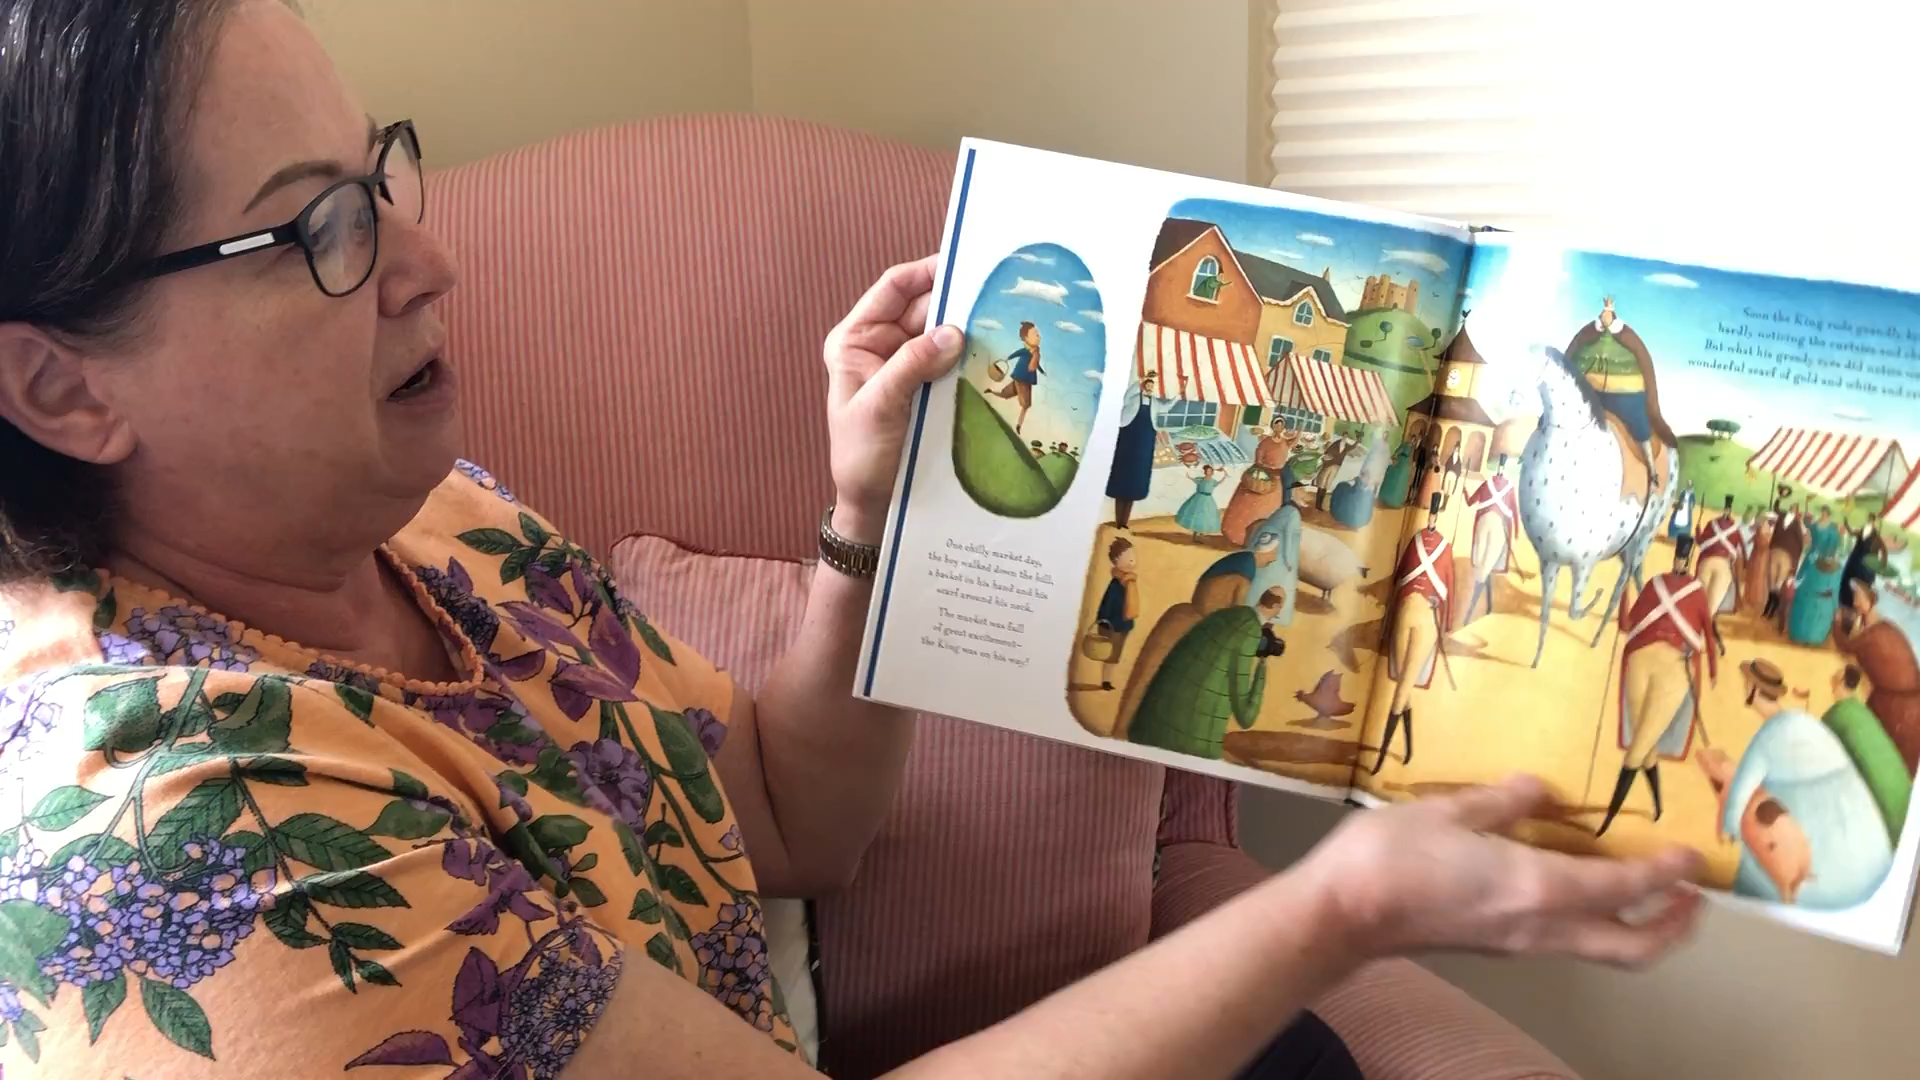 One chilly market day,
the boy walked down the hill,
a basket in his hand and his
scarf around his neck.
The market was full
of great excitement—
the King was on his way!
Soon the King rode grandly by,
hardly noticing the curtsies and
But what his greedy eyes did notice was
wonderful scarf of gold and white and